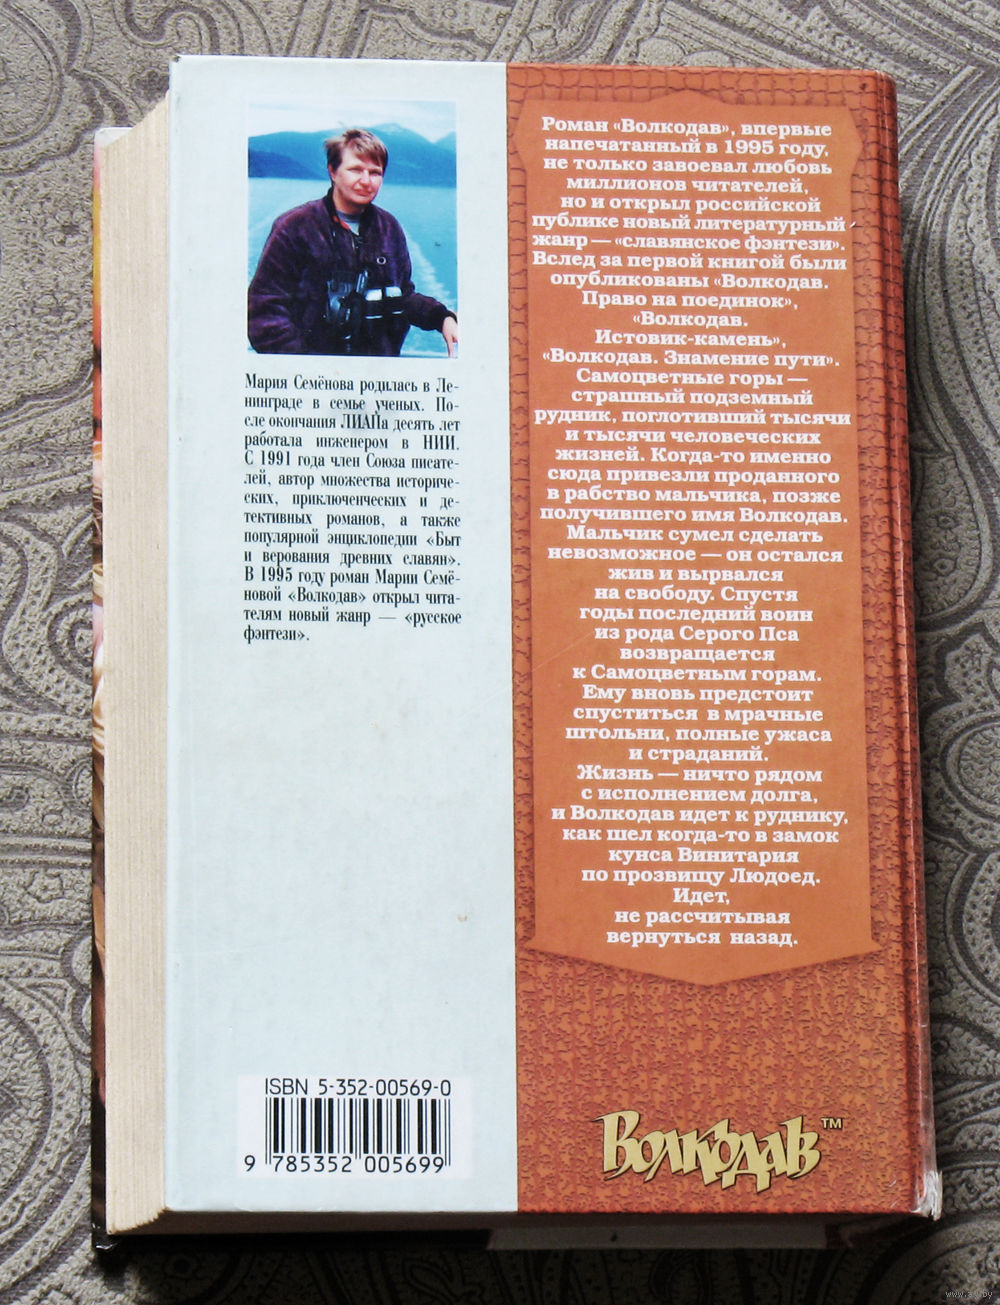 Мария Семёнова родилась в Ле-
нинграде в семье ученых. По-
сле окончания ЛИАПа десять лет
работала инженером в НИИ.
С 1991 года член Союза писате-
лей, автор множества историче-
ских, приключенческих и де-
тективных романов, а также
популярной энциклопедии «Быт
и верования древних славян».
В 1995 году роман Марии Семё-
новой «Волкодав» открыл чита-
телям новый жанр — «русское
фэнтези».
ISBN 5-352-00569-0
9 785352 005699
Роман «Волкодав», впервые
напечатанный в 1995 году,
не только завоевал любовь
миллионов читателей,
но и открыл российской
публике новый литературный
жанр — «славянское фэнтези».
Вслед за первой книгой были
опубликованы «Волкодав.
Право на поединок»,
«Волкодав.
Истовик-камень»,
«Волкодав. Знамение пути».
Самоцветные горы —
страшный подземный
рудник, поглотивший тысячи
и тысячи человеческих
жизней. Когда-то именно
сюда привезли проданного
в рабство мальчика, позже
получившего имя Волкодав.
Мальчик сумел сделать
невозможное — он остался
жив и вырвался
на свободу. Спустя
годы последний воин
из рода Серого Пса
возвращается
к Самоцветным горам.
Ему вновь предстоит
спуститься в мрачные
штольни, полные ужаса
и страданий.
Жизнь — ничто рядом
с исполнением долга,
и Волкодав идет к руднику,
как шел когда-то в замок
кунса Винитария
по прозвищу Людоед.
Идет,
не рассчитывая
вернуться назад.
Волкодав™
www.ay.by